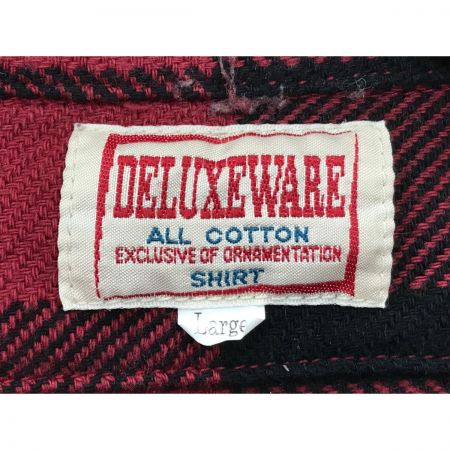 DELUXEWARE
ALL COTTON
EXCLUSIVE OF ORNAMENTATION
SHIRT
Large